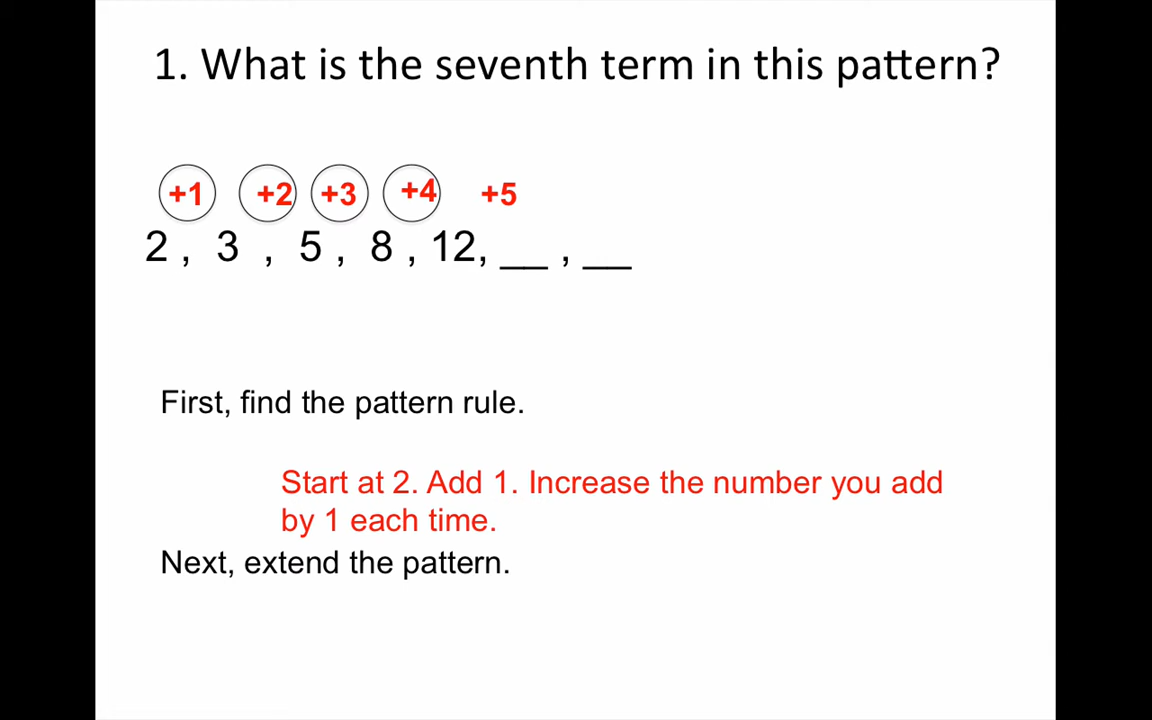 1. What is the seventh term in this pattern?
+1 +2 +3 +4 +5
2 , 3 , 5 , 8 , 12, __ , __
First, find the pattern rule.
Start at 2. Add 1. Increase the number you add
by 1 each time.
Next, extend the pattern.